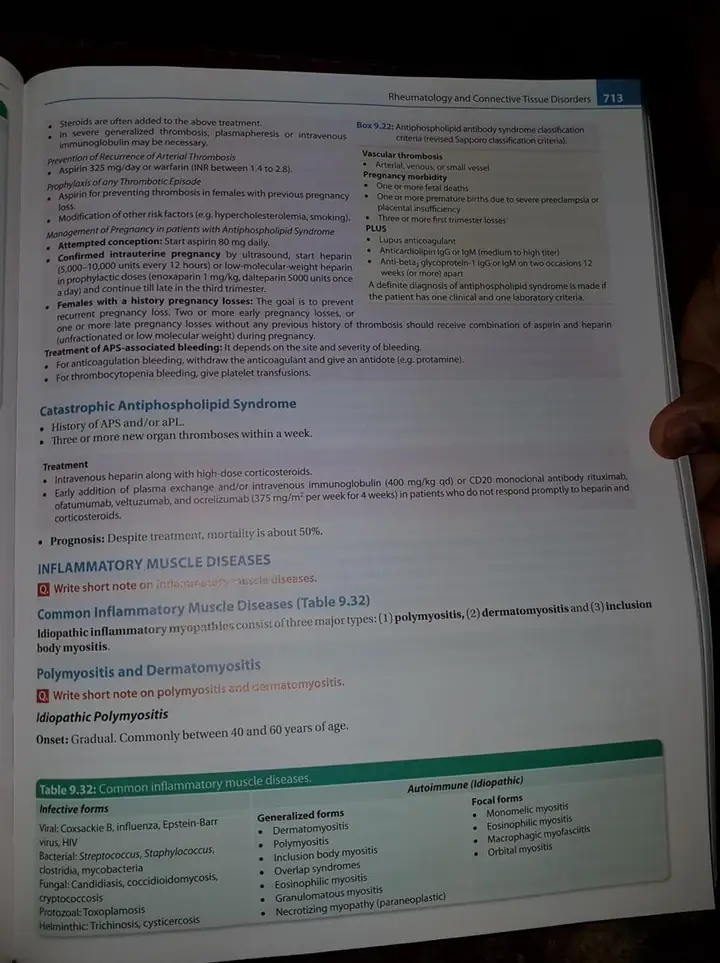 Rheumatology and Connective Tissue Disorders 713
• Steroids are often added to the above treatment.
• In severe generalized thrombosis, plasmapheresis or intravenous
immunoglobulin may be necessary.
Prevention of Recurrence of Arterial Thrombosis
• Aspirin 325 mg/day or warfarin (INR between 1.4 to 2.8).
Prophylaxis of any Thrombotic Episode
• Aspirin for preventing thrombosis in females with previous pregnancy
loss.
• Modification of other risk factors (e.g. hypercholesterolemia, smoking).
Management of Pregnancy in patients with Antiphospholipid Syndrome
• Attempted conception: Start aspirin 80 mg daily.
• Confirmed intrauterine pregnancy by ultrasound, start heparin
(5,000–10,000 units every 12 hours) or low-molecular-weight heparin
in prophylactic doses (enoxaparin 1 mg/kg, dalteparin 5000 units once
a day) and continue till late in the third trimester.
• Females with a history pregnancy losses: The goal is to prevent
recurrent pregnancy loss. Two or more early pregnancy losses, or
one or more late pregnancy losses without any previous history of thrombosis should receive combination of aspirin and heparin
(unfractionated or low molecular weight) during pregnancy.
Box 9.22: Antiphospholipid antibody syndrome classification
criteria (revised Sapporo classification criteria).
Vascular thrombosis
• Arterial, venous, or small vessel
Pregnancy morbidity
• One or more fetal deaths
• One or more premature births due to severe preeclampsia or
placental insufficiency
• Three or more first trimester losses
PLUS
• Lupus anticoagulant
• Anticardiolipin IgG or IgM (medium to high titer)
• Anti-beta₂ glycoprotein-1 IgG or IgM on two occasions 12
weeks (or more) apart
A definite diagnosis of antiphospholipid syndrome is made if
the patient has one clinical and one laboratory criteria.
Treatment of APS-associated bleeding: It depends on the site and severity of bleeding.
• For anticoagulation bleeding, withdraw the anticoagulant and give an antidote (e.g. protamine).
• For thrombocytopenia bleeding, give platelet transfusions.
Catastrophic Antiphospholipid Syndrome
• History of APS and/or aPL.
• Three or more new organ thromboses within a week.
Treatment
• Intravenous heparin along with high-dose corticosteroids.
• Early addition of plasma exchange and/or intravenous immunoglobulin (400 mg/kg qd) or CD20 monoclonal antibody rituximab,
ofatumumab, veltuzumab, and ocrelizumab (375 mg/m² per week for 4 weeks) in patients who do not respond promptly to heparin and
corticosteroids.
• Prognosis: Despite treatment, mortality is about 50%.
INFLAMMATORY MUSCLE DISEASES
Q. Write short note on inflammatory muscle diseases.
Common Inflammatory Muscle Diseases (Table 9.32)
Idiopathic inflammatory myopathies consist of three major types: (1) polymyositis, (2) dermatomyositis and (3) inclusion
body myositis.
Polymyositis and Dermatomyositis
Q. Write short note on polymyositis and dermatomyositis.
Idiopathic Polymyositis
Onset: Gradual. Commonly between 40 and 60 years of age.
Table 9.32: Common inflammatory muscle diseases.
Autoimmune (Idiopathic)
Infective forms
Viral: Coxsackie B, influenza, Epstein-Barr
virus, HIV
Bacterial: Streptococcus, Staphylococcus,
clostridia, mycobacteria
Fungal: Candidiasis, coccidioidomycosis,
cryptococcosis
Protozoal: Toxoplamosis
Helminthic: Trichinosis, cysticercosis
Generalized forms
• Dermatomyositis
• Polymyositis
• Inclusion body myositis
• Overlap syndromes
• Eosinophilic myositis
• Granulomatous myositis
• Necrotizing myopathy (paraneoplastic)
Focal forms
• Monomelic myositis
• Eosinophilic myositis
• Macrophagic myofasciitis
• Orbital myositis